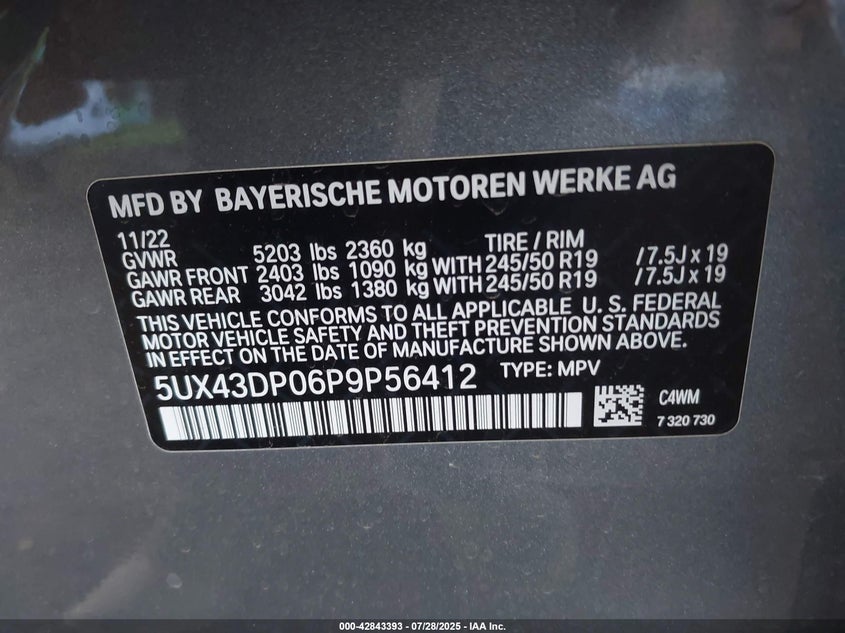 MFD BY BAYERISCHE MOTOREN WERKE AG
11/22 TIRE / RIM
GVWR 5203 lbs 2360 kg
GAWR FRONT 2403 lbs 1090 kg WITH 245/50 R19 /7.5J x 19
GAWR REAR 3042 lbs 1380 kg WITH 245/50 R19 /7.5J x 19
THIS VEHICLE CONFORMS TO ALL APPLICABLE U. S. FEDERAL
MOTOR VEHICLE SAFETY AND THEFT PREVENTION STANDARDS
IN EFFECT ON THE DATE OF MANUFACTURE SHOWN ABOVE.
5UX43DP06P9P56412 TYPE: MPV
C4WM
7 320 730
000-42843393 - 07/28/2025 - IAA Inc.